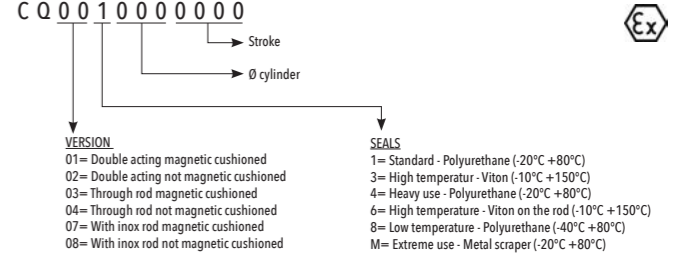 CQ0010000000
Stroke
Ø cylinder
VERSION
01= Double acting magnetic cushioned
02= Double acting not magnetic cushioned
03= Through rod magnetic cushioned
04= Through rod not magnetic cushioned
07= With inox rod magnetic cushioned
08= With inox rod not magnetic cushioned
SEALS
1= Standard - Polyurethane (-20°C +80°C)
3= High temperatur - Viton (-10°C +150°C)
4= Heavy use - Polyurethane (-20°C +80°C)
6= High temperature - Viton on the rod (-10°C +150°C)
8= Low temperature - Polyurethane (-40°C +80°C)
M= Extreme use - Metal scraper (-20°C +80°C)
Ex